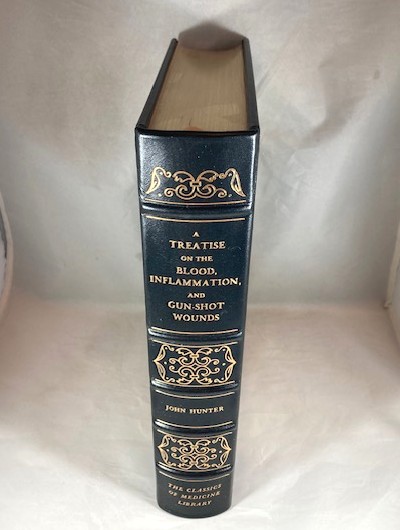 A
TREATISE
ON THE
BLOOD,
INFLAMMATION,
AND
GUN-SHOT
WOUNDS
JOHN HUNTER
THE CLASSICS
OF MEDICINE
LIBRARY